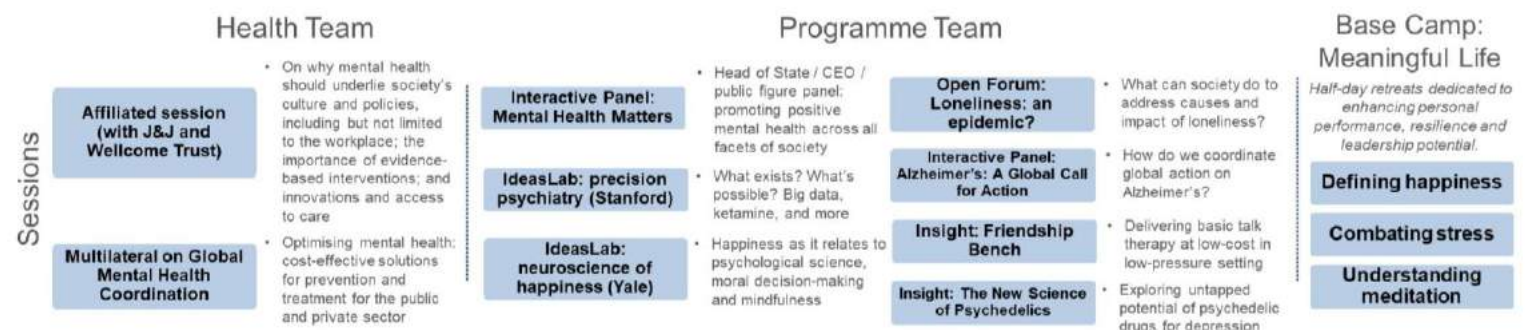 Sessions
Health Team
Affiliated session
(with J&J and
Wellcome Trust)
• On why mental health
should underlie society's
culture and policies,
including but not limited
to the workplace; the
importance of evidence-
based interventions; and
innovations and access
to care
Multilateral on Global
Mental Health
Coordination
• Optimising mental health:
cost-effective solutions
for prevention and
treatment for the public
and private sector
Programme Team
Interactive Panel:
Mental Health Matters
• Head of State / CEO /
public figure panel:
promoting positive
mental health across all
facets of society
IdeasLab: precision
psychiatry (Stanford)
• What exists? What's
possible? Big data,
ketamine, and more
IdeasLab:
neuroscience of
happiness (Yale)
• Happiness as it relates to
psychological science,
moral decision-making
and mindfulness
Open Forum:
Loneliness: an
epidemic?
• What can society do to
address causes and
impact of loneliness?
Interactive Panel:
Alzheimer's: A Global Call
for Action
• How do we coordinate
global action on
Alzheimer's?
Insight: Friendship
Bench
• Delivering basic talk
therapy at low-cost in
low-pressure setting
Insight: The New Science
of Psychedelics
• Exploring untapped
potential of psychedelic
drugs for depression
Base Camp:
Meaningful Life
Half-day retreats dedicated to
enhancing personal
performance, resilience and
leadership potential.
Defining happiness
Combating stress
Understanding
meditation